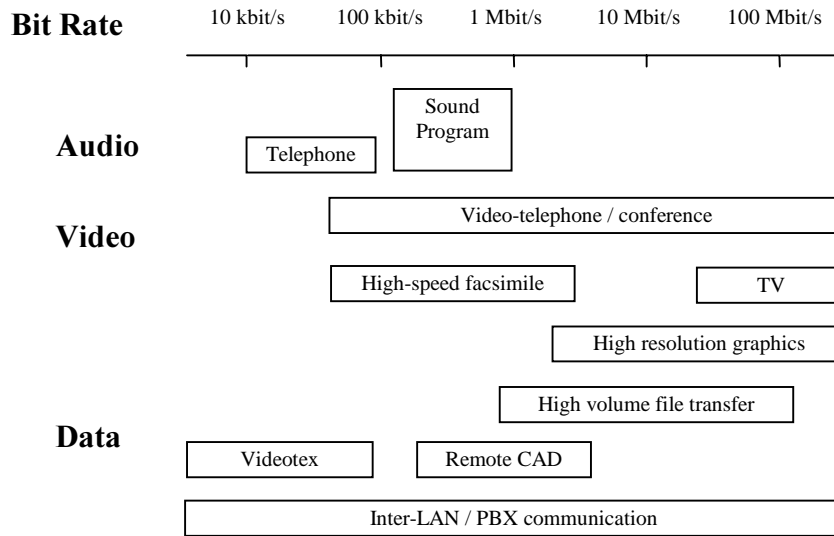 Bit Rate
10 kbit/s 100 kbit/s 1 Mbit/s 10 Mbit/s 100 Mbit/s
Audio
Sound
Program
Telephone
Video
Video-telephone / conference
High-speed facsimile TV
High resolution graphics
High volume file transfer
Data
Videotex Remote CAD
Inter-LAN / PBX communication